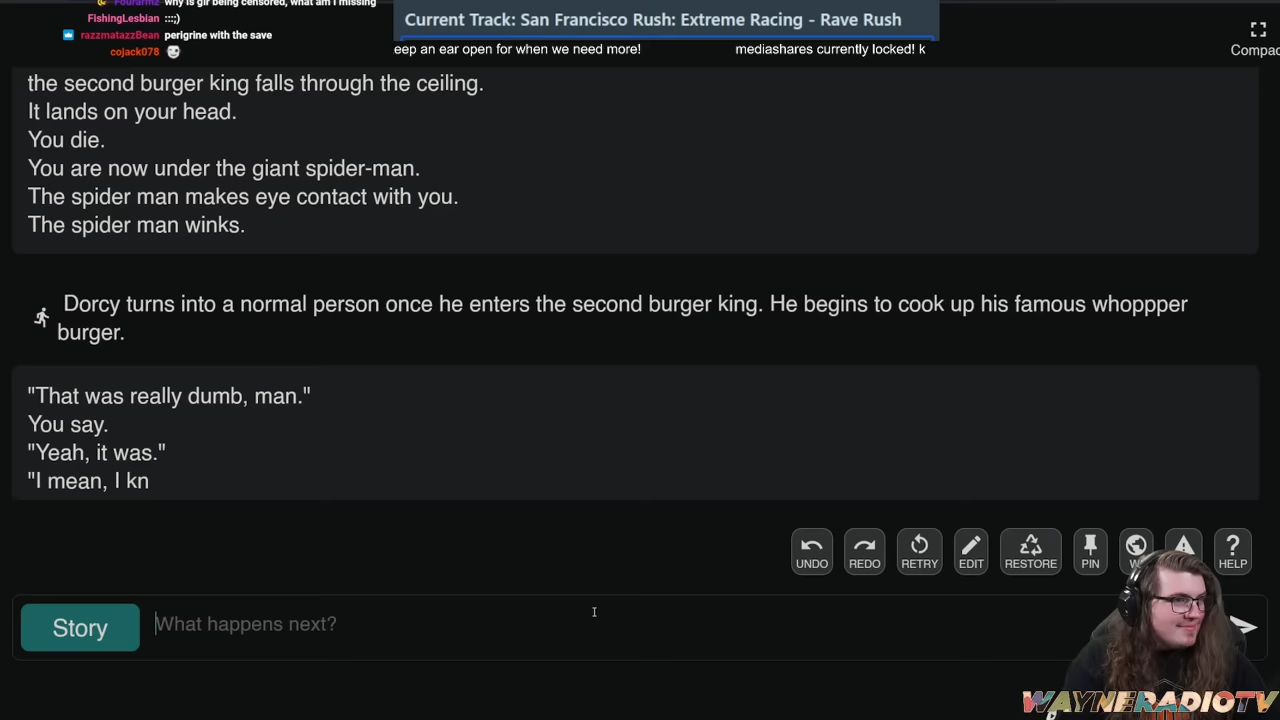 Fourarmz why is gir being censored, what am I missing
FishingLesbian :::;)
razzmatazzBean perigrine with the save
cojack078
Current Track: San Francisco Rush: Extreme Racing - Rave Rush
eep an ear open for when we need more! mediashares currently locked! k
Compac
the second burger king falls through the ceiling.
It lands on your head.
You die.
You are now under the giant spider-man.
The spider man makes eye contact with you.
The spider man winks.
Dorcy turns into a normal person once he enters the second burger king. He begins to cook up his famous whoppper
burger.
"That was really dumb, man."
You say.
"Yeah, it was."
"I mean, I kn
UNDO REDO RETRY EDIT RESTORE PIN W HELP
Story What happens next?
WAYNERADIOTV